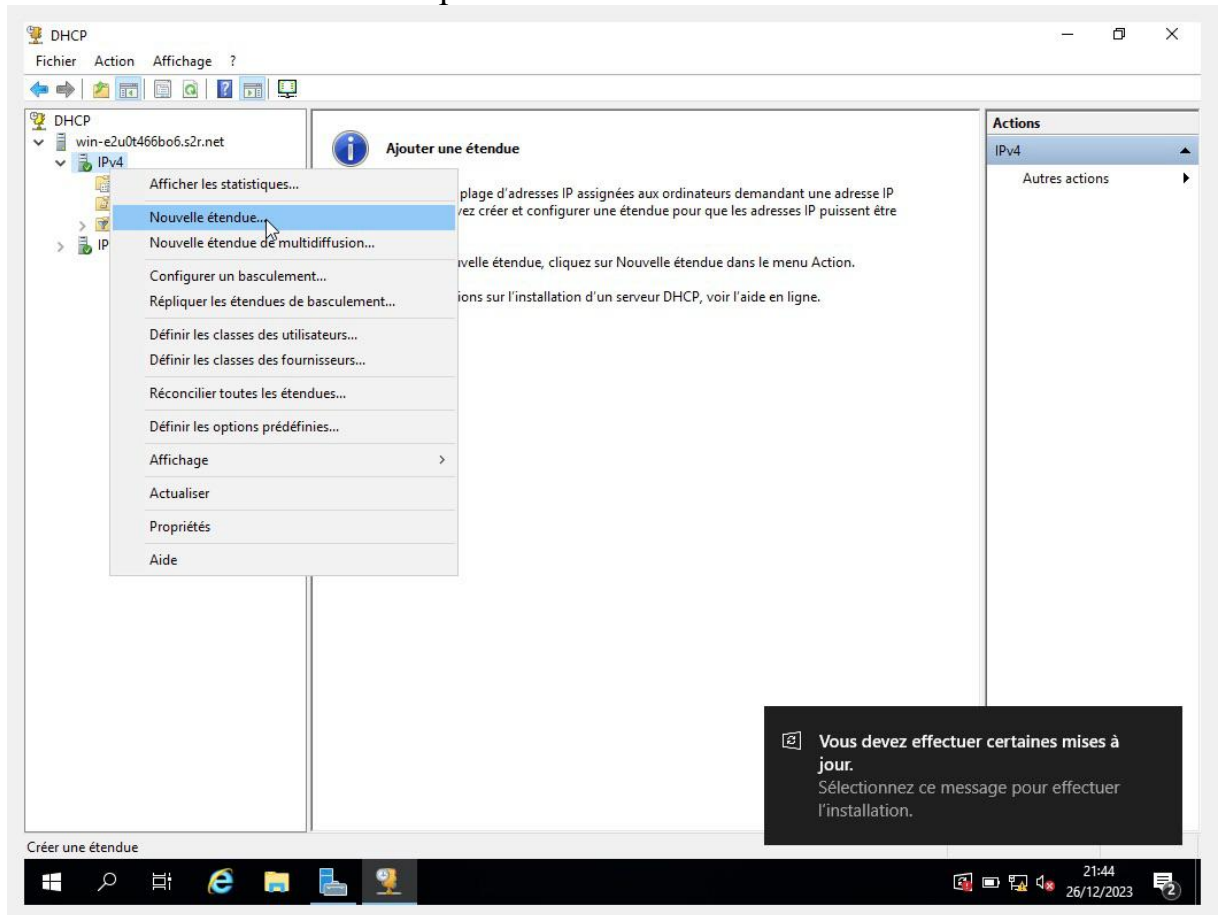 DHCP
Fichier Action Affichage ?
DHCP
win-e2u0t466bo6.s2r.net
IPv4
IP
Afficher les statistiques...
Nouvelle étendue...
Nouvelle étendue de multidiffusion...
Configurer un basculement...
Répliquer les étendues de basculement...
Définir les classes des utilisateurs...
Définir les classes des fournisseurs...
Réconcilier toutes les étendues...
Définir les options prédéfinies...
Affichage
Actualiser
Propriétés
Aide
Ajouter une étendue
plage d'adresses IP assignées aux ordinateurs demandant une adresse IP
vez créer et configurer une étendue pour que les adresses IP puissent être
velle étendue, cliquez sur Nouvelle étendue dans le menu Action.
ions sur l'installation d'un serveur DHCP, voir l'aide en ligne.
Actions
IPv4
Autres actions
Vous devez effectuer certaines mises à
jour.
Sélectionnez ce message pour effectuer
l'installation.
Créer une étendue
21:44
26/12/2023
2